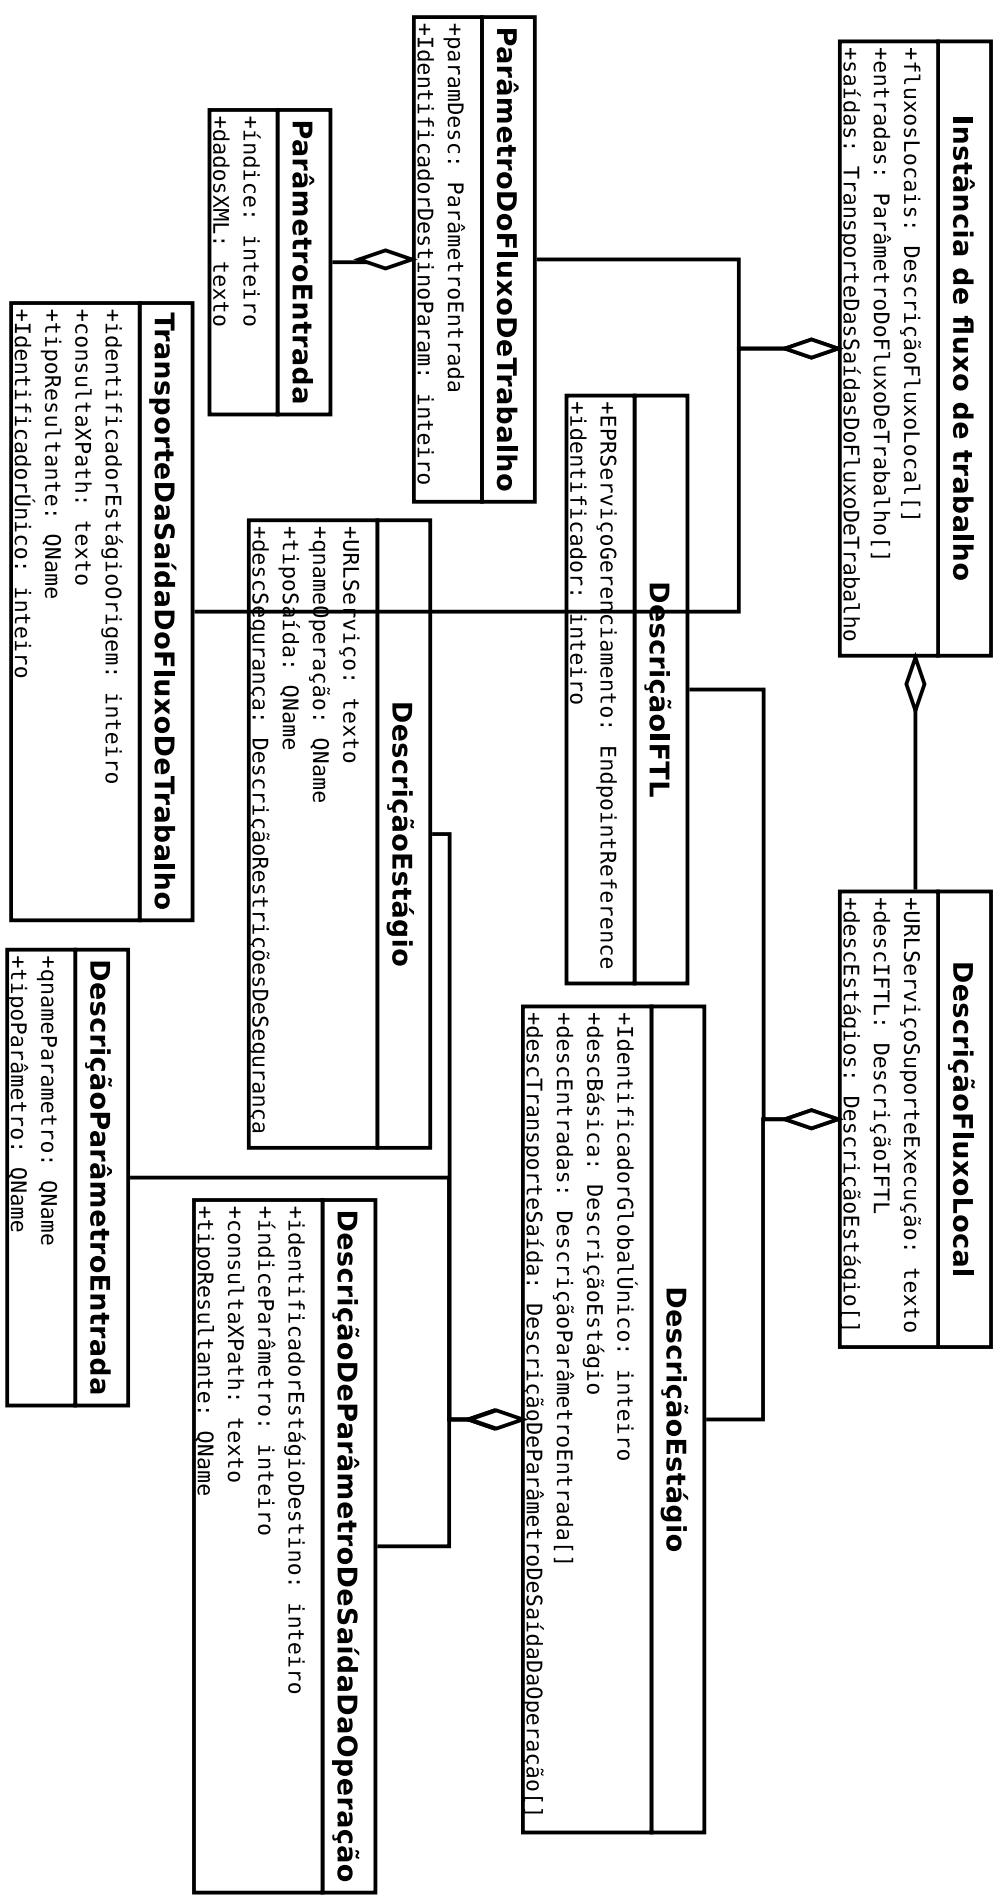 Instância de fluxo de trabalho
+fluxosLocais: DescriçãoFluxoLocal[]
+entradas: ParâmetroDoFluxoDeTrabalho[]
+saídas: TransporteDasSaídasDoFluxoDeTrabalho
DescriçãoFluxoLocal
+URLServiçoSuporteExecução: texto
+descIFTL: DescriçãoIFTL
+descEstágios: DescriçãoEstágio[]
ParâmetroDoFluxoDeTrabalho
+paramDesc: ParâmetroEntrada
+IdentificadorDestinoParam: inteiro
DescriçãoIFTL
+EPRServiçoGerenciamento: EndpointReference
+identificador: inteiro
DescriçãoEstágio
+IdentificadorGlobalÚnico: inteiro
+descBásica: DescriçãoEstágio
+descEntradas: DescriçãoParâmetroEntrada[]
+descTransporteSaída: DescriçãoDeParâmetroDeSaídaDaOperação[]
ParâmetroEntrada
+índice: inteiro
+dadosXML: texto
DescriçãoEstágio
+URLServiço: texto
+qnameOperação: QName
+tipoSaída: QName
+descSegurança: DescriçãoRestriçõesDeSegurança
DescriçãoDeParâmetroDeSaídaDaOperação
+identificadorEstágioDestino: inteiro
+índiceParâmetro: inteiro
+consultaXPath: texto
+tipoResultante: QName
TransporteDaSaídaDoFluxoDeTrabalho
+identificadorEstágioOrigem: inteiro
+consultaXPath: texto
+tipoResultante: QName
+IdentificadorÚnico: inteiro
DescriçãoParâmetroEntrada
+qnameParametro: QName
+tipoParâmetro: QName